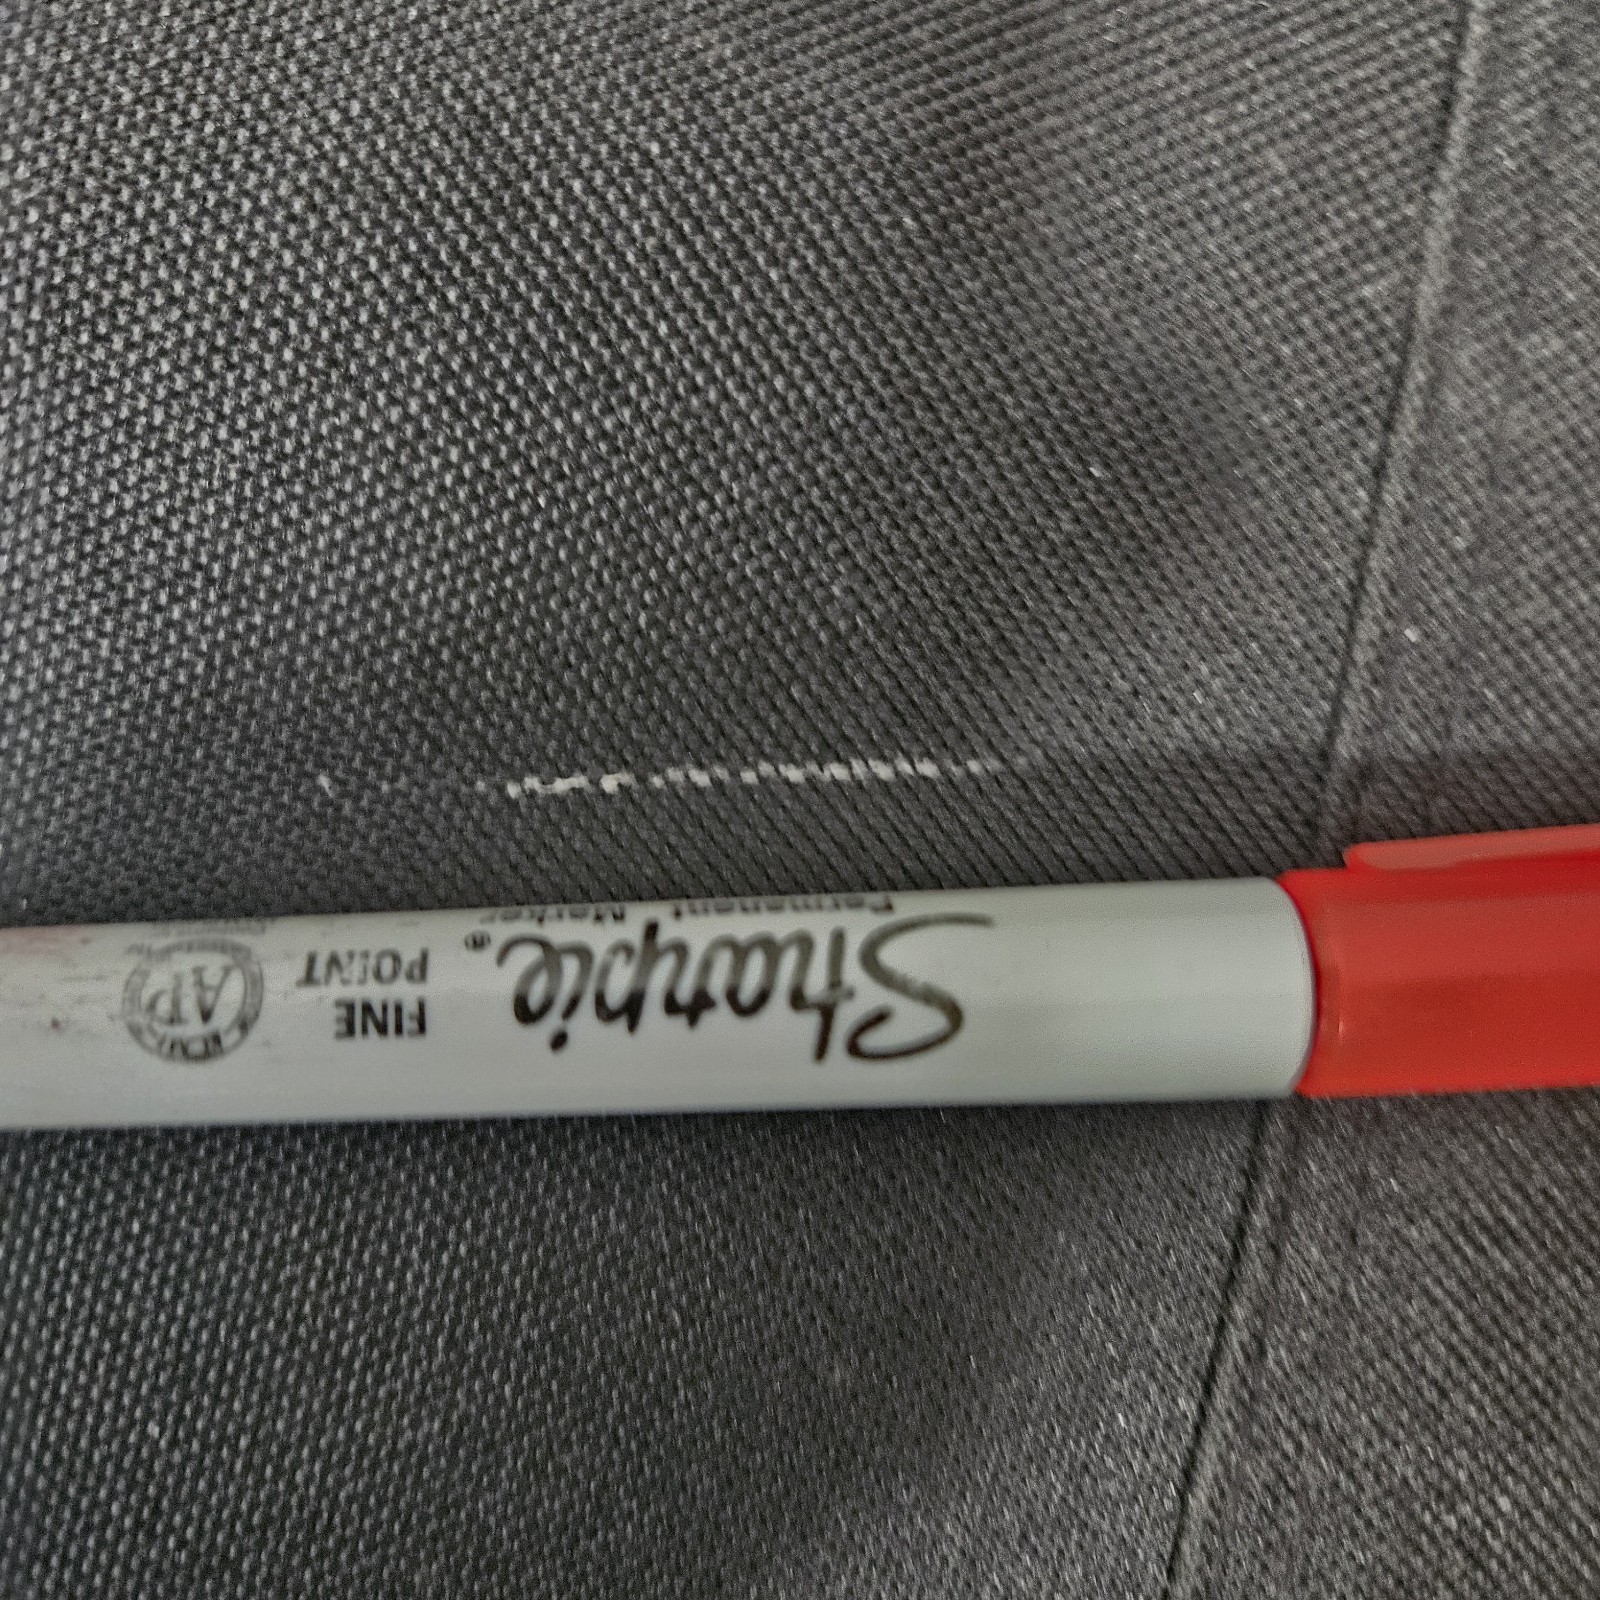 Sharpie®
Permanent Marker
FINE
POINT
AP